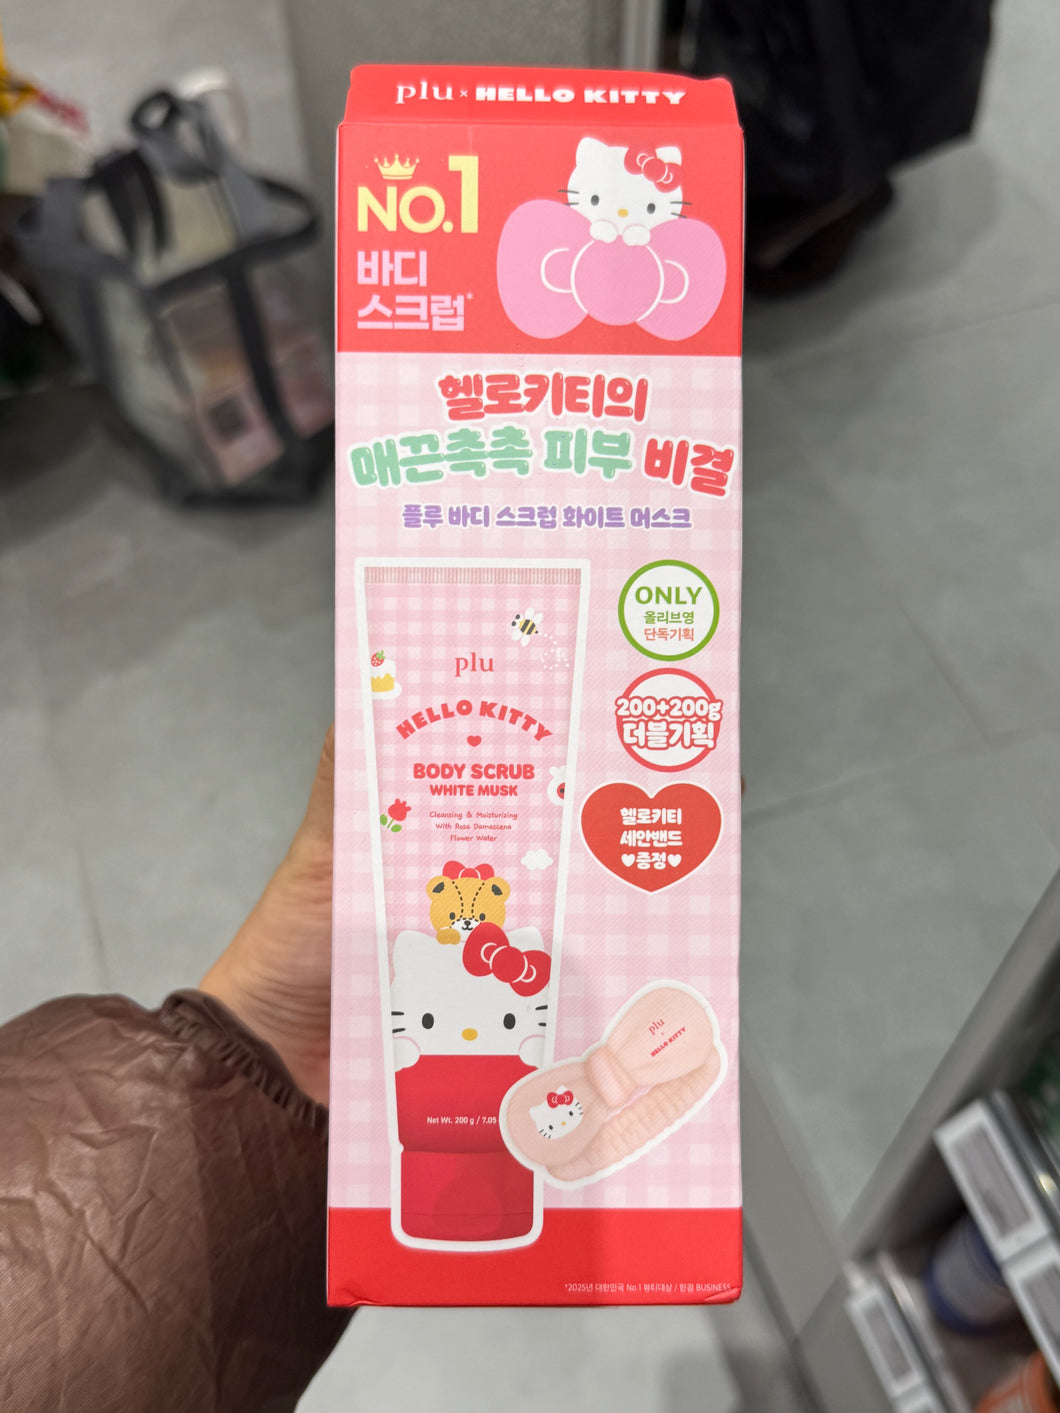 plu × HELLO KITTY
NO.1
바디
스크럽*
헬로키티의
매끈촉촉 피부 비결
플루 바디 스크럽 화이트 머스크
ONLY
올리브영
단독기획
200+200g
더블기획
헬로키티
세안밴드
♥증정♥
plu
HELLO KITTY
BODY SCRUB
WHITE MUSK
Cleansing & Moisturizing
With Rosa Damascena
Flower Water
Net Wt. 200 g / 7.05
plu
×
HELLO KITTY
*2025년 대한민국 No.1 뷰티대상 / 한경 BUSINESS